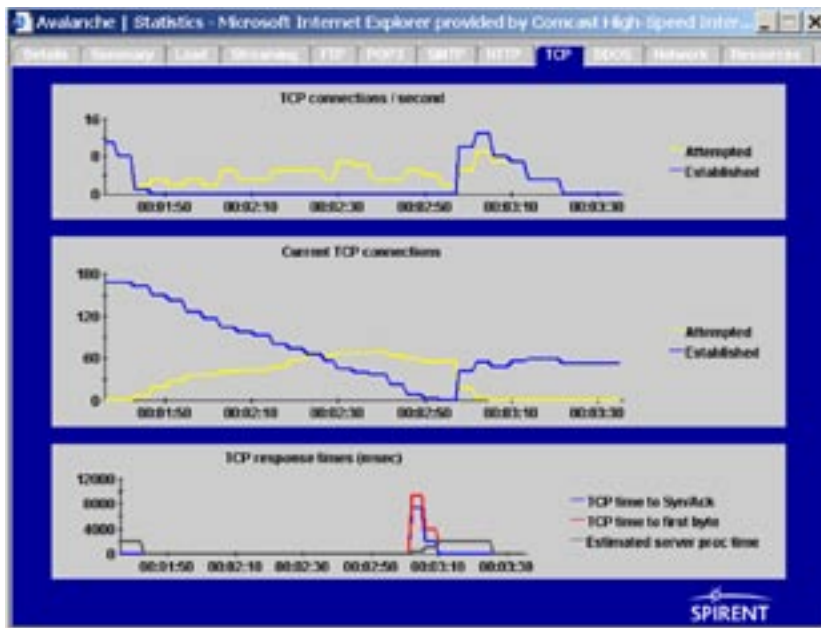 Avalanche | Statistics - Microsoft Internet Explorer provided by Comcast High-Speed Inter...
Details Summary Load Streaming FTP POP3 SMTP HTTP TCP DDOS Network Resources
TCP connections / second
16
8
0
00:01:50 00:02:10 00:02:30 00:02:50 00:03:10 00:03:30
Attempted
Established
Current TCP connections
180
120
60
0
00:01:50 00:02:10 00:02:30 00:02:50 00:03:10 00:03:30
Attempted
Established
TCP response times (msec)
12000
8000
4000
0
00:01:50 00:02:10 00:02:30 00:02:50 00:03:10 00:03:30
TCP time to Syn/Ack
TCP time to first byte
Estimated server proc time
SPIRENT